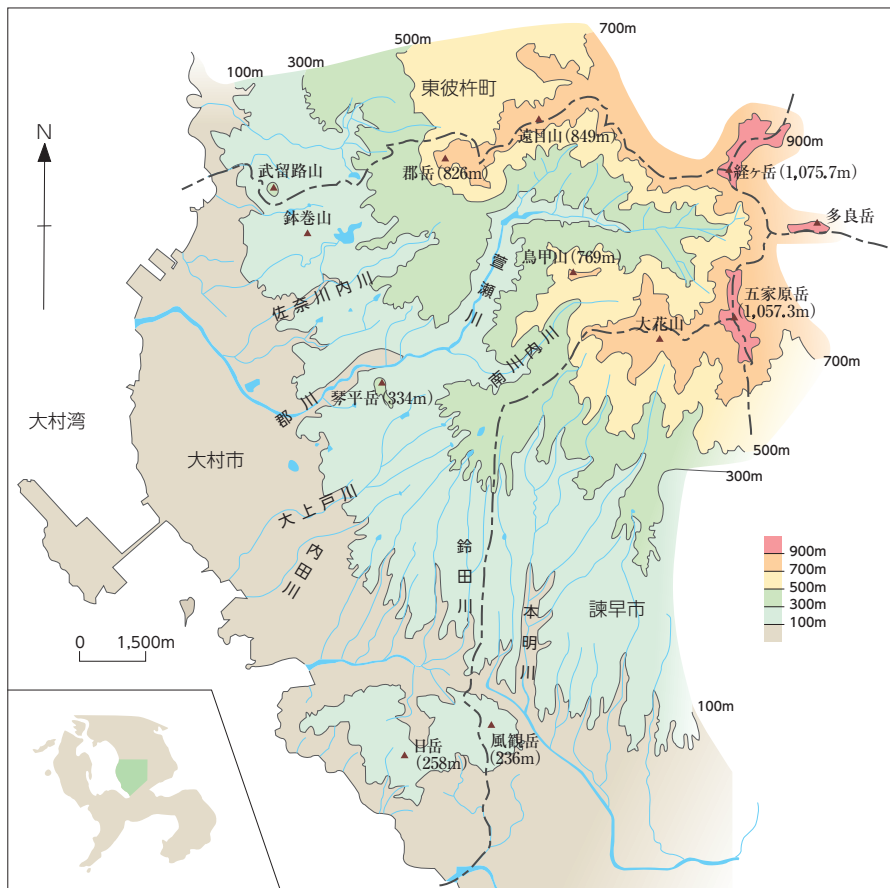 700m
500m
300m
100m
東彼杵町
N
遠目山(849m)
900m
武留路山
郡岳(826m)
経ヶ岳(1,075.7m)
多良岳
鉢巻山
鳥甲山(769m)
萱瀬川
五家原岳
(1,057.3m)
佐奈川内川
大花山
南川内川
700m
郡川
琴平岳(334m)
大村湾
大村市
500m
300m
大上戸川
内田川
鈴田川
本明川
諫早市
900m
700m
500m
300m
100m
0 1,500m
100m
日岳
(258m)
風観岳
(236m)